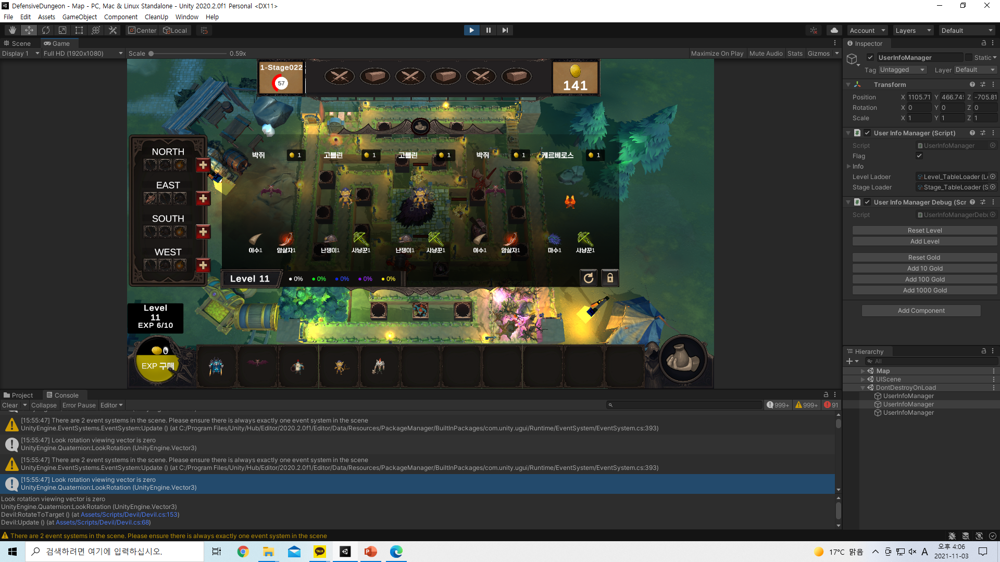 DefensiveDungeon - Map - PC, Mac & Linux Standalone - Unity 2020.2.0f1 Personal <DX11>
File Edit Assets GameObject Component CleanUp Window Help
Center Local Account Layers Default
Scene Game
Display 1 Full HD (1920x1080) Scale 0.59x Maximize On Play Mute Audio Stats Gizmos
1-Stage022
57
141
NORTH
EAST
SOUTH
WEST
박쥐 1 고블린 1 고블린 1 박쥐 1 케르베로스 1
야수1 암살자1 난쟁이1 사냥꾼1 난쟁이1 사냥꾼1 야수1 암살자1 마수1 사냥꾼1
Level 11 0% 0% 0% 0% 0%
Level
11
EXP 6/10
0
EXP 구매
Inspector
UserInfoManager Static
Tag Untagged Layer Default
Transform
Position X 1105.71 Y 466.74 Z -705.81
Rotation X 0 Y 0 Z 0
Scale X 1 Y 1 Z 1
User Info Manager (Script)
Script UserInfoManager
Flag
Info
Level Ladoer Level_TableLoader (L
Stage Loader Stage_TableLoader (S
User Info Manager Debug (Scr
Script UserInfoManagerDebu
Reset Level
Add Level
Reset Gold
Add 10 Gold
Add 100 Gold
Add 1000 Gold
Add Component
Hierarchy
All
Map
UIScene
DontDestroyOnLoad
UserInfoManager
UserInfoManager
UserInfoManager
Project Console
Clear Collapse Error Pause Editor 999+ 999+ 91
[15:55:47] There are 2 event systems in the scene. Please ensure there is always exactly one event system in the scene
UnityEngine.EventSystems.EventSystem:Update () (at C:/Program Files/Unity/Hub/Editor/2020.2.0f1/Editor/Data/Resources/PackageManager/BuiltInPackages/com.unity.ugui/Runtime/EventSystem/EventSystem.cs:393)
[15:55:47] Look rotation viewing vector is zero
UnityEngine.Quaternion:LookRotation (UnityEngine.Vector3)
[15:55:47] There are 2 event systems in the scene. Please ensure there is always exactly one event system in the scene
UnityEngine.EventSystems.EventSystem:Update () (at C:/Program Files/Unity/Hub/Editor/2020.2.0f1/Editor/Data/Resources/PackageManager/BuiltInPackages/com.unity.ugui/Runtime/EventSystem/EventSystem.cs:393)
[15:55:47] Look rotation viewing vector is zero
UnityEngine.Quaternion:LookRotation (UnityEngine.Vector3)
Look rotation viewing vector is zero
UnityEngine.Quaternion:LookRotation (UnityEngine.Vector3)
Devil:RotateToTarget () (at Assets/Scripts/Devil/Devil.cs:153)
Devil:Update () (at Assets/Scripts/Devil/Devil.cs:68)
There are 2 event systems in the scene. Please ensure there is always exactly one event system in the scene
검색하려면 여기에 입력하십시오.
TALK
17°C 맑음 A 오후 4:06
2021-11-03